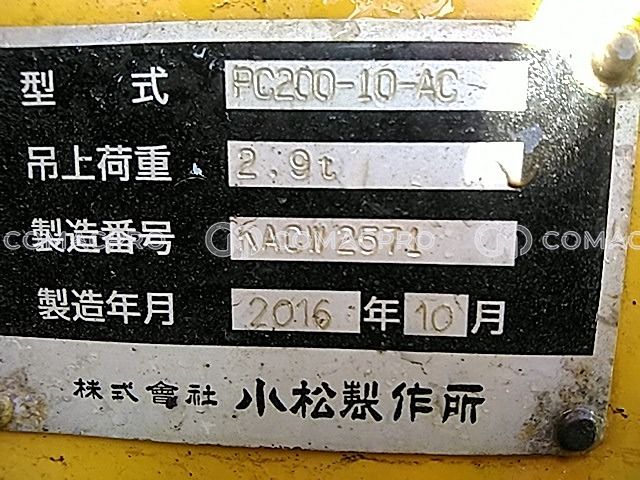 型 式 PC200-10-AC
吊上荷重 2.9t
製造番号
製造年月 2016 年 10 月
株式會社 小松製作所